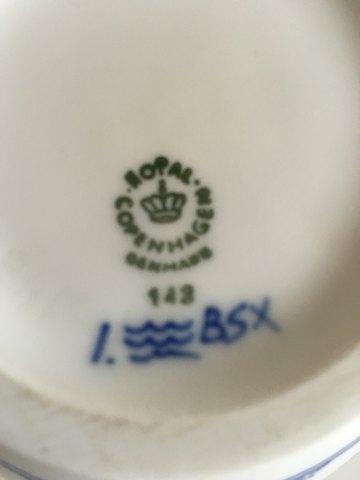 ROYAL
COPENHAGEN
DENMARK
143
1. BSX